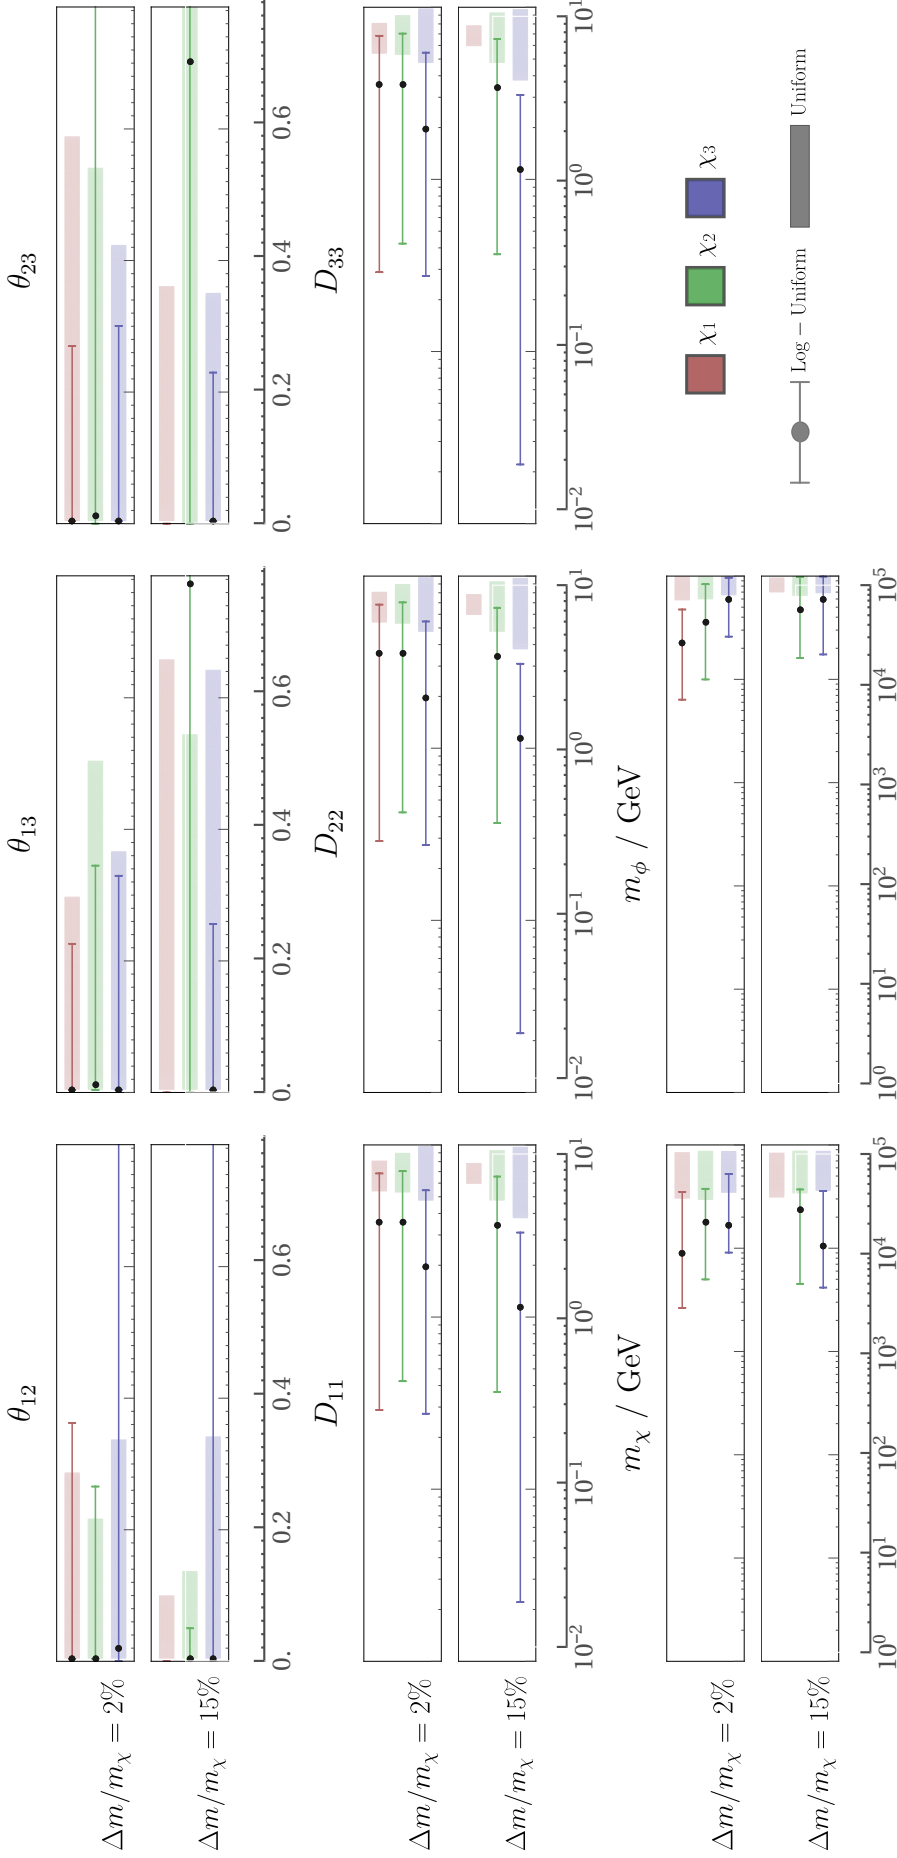 θ12 θ13 θ23
Δm/mχ = 2%
Δm/mχ = 15%
0. 0.2 0.4 0.6 0. 0.2 0.4 0.6 0. 0.2 0.4 0.6
D11 D22 D33
Δm/mχ = 2%
Δm/mχ = 15%
10^-2 10^-1 10^0 10^1 10^-2 10^-1 10^0 10^1 10^-2 10^-1 10^0 10^1
mχ / GeV mϕ / GeV
Δm/mχ = 2%
Δm/mχ = 15%
10^0 10^1 10^2 10^3 10^4 10^5 10^0 10^1 10^2 10^3 10^4 10^5
χ1 χ2 χ3
Log − Uniform Uniform